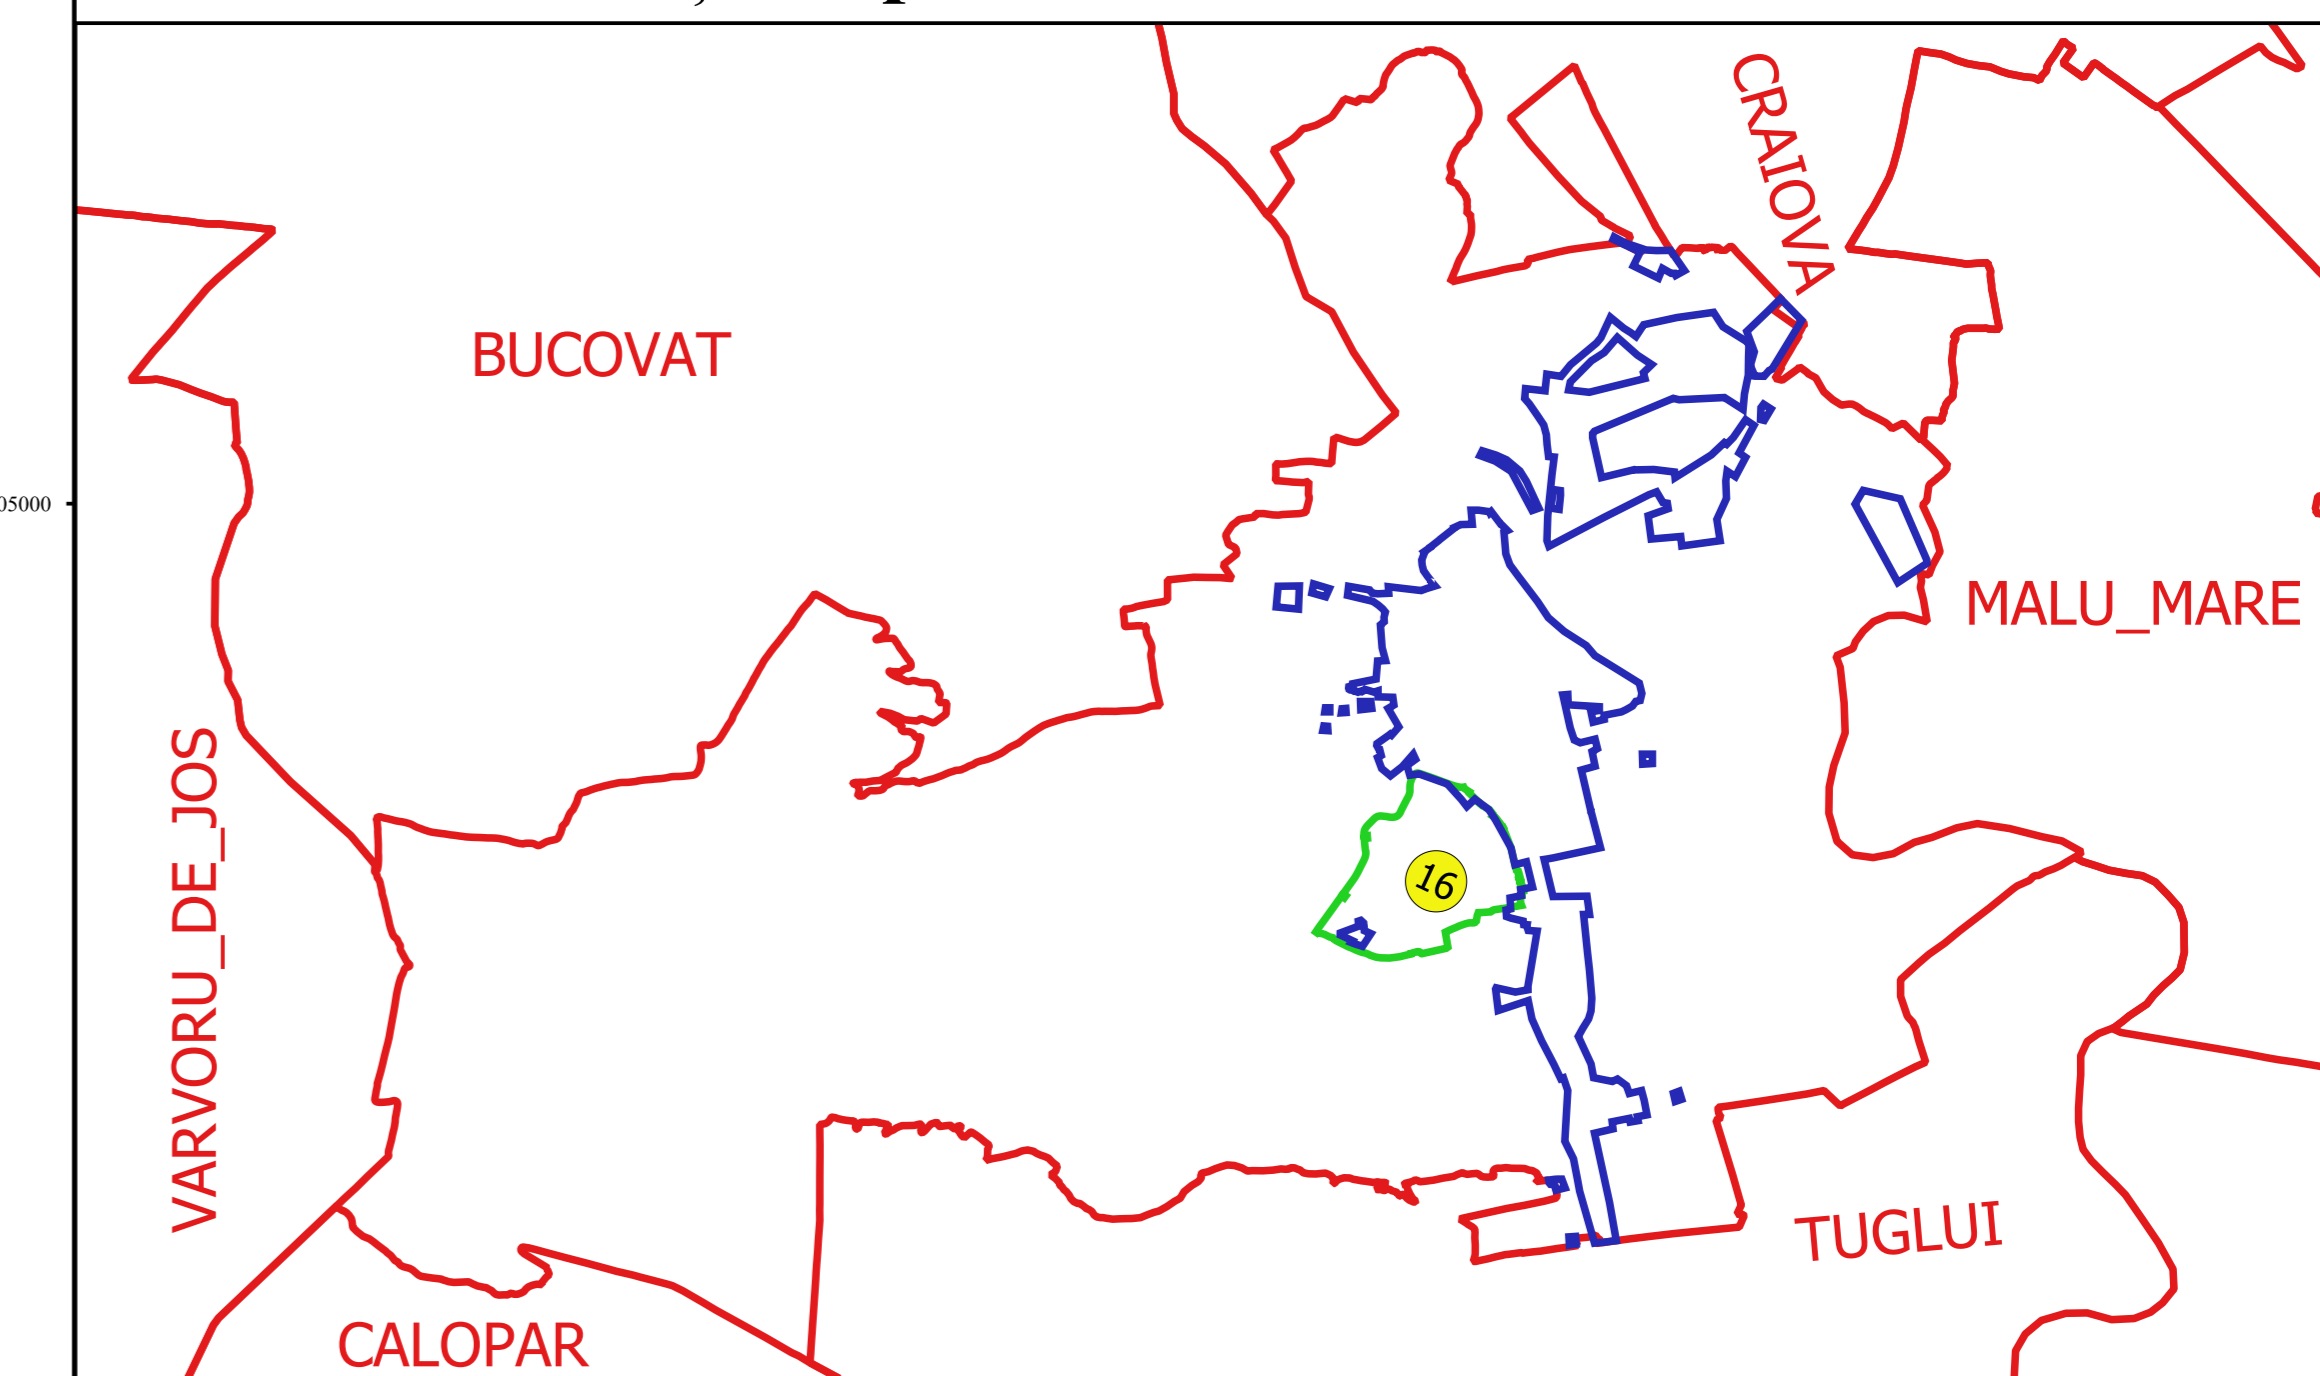 CRAIOVA
BUCOVAT
05000
MALU_MARE
VARVORU_DE_JOS
16
TUGLUI
CALOPAR